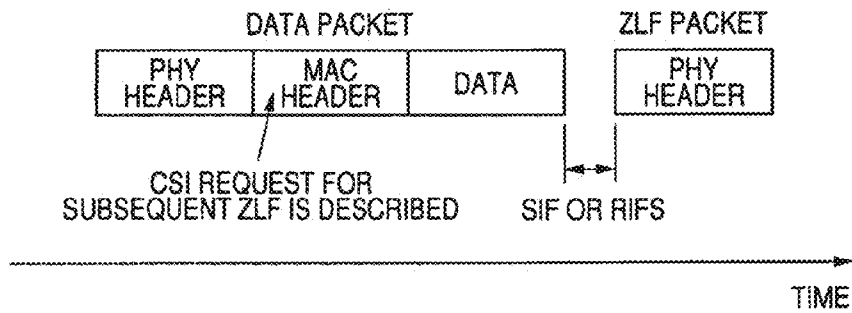 DATA PACKET
ZLF PACKET
PHY HEADER
MAC HEADER
DATA
PHY HEADER
CSI REQUEST FOR
SUBSEQUENT ZLF IS DESCRIBED
SIF OR RIFS
TIME